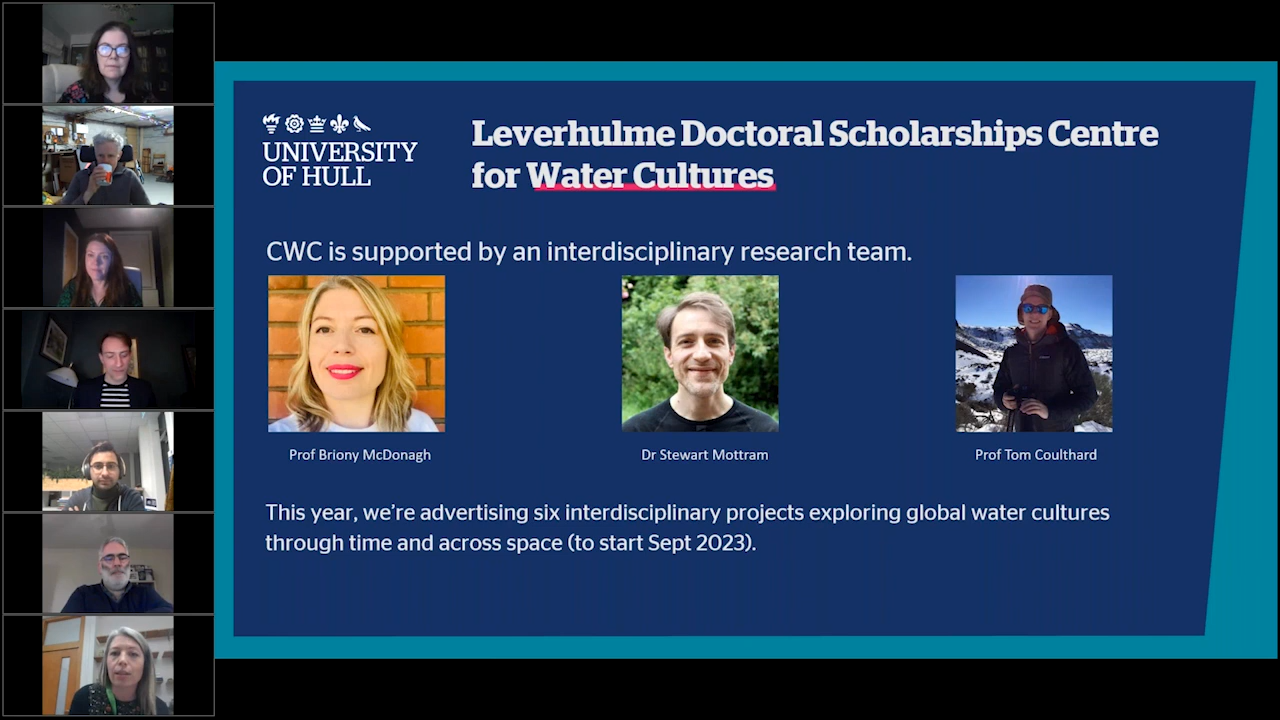 UNIVERSITY
OF HULL
Leverhulme Doctoral Scholarships Centre
for Water Cultures
CWC is supported by an interdisciplinary research team.
Prof Briony McDonagh
Dr Stewart Mottram
Prof Tom Coulthard
This year, we're advertising six interdisciplinary projects exploring global water cultures
through time and across space (to start Sept 2023).